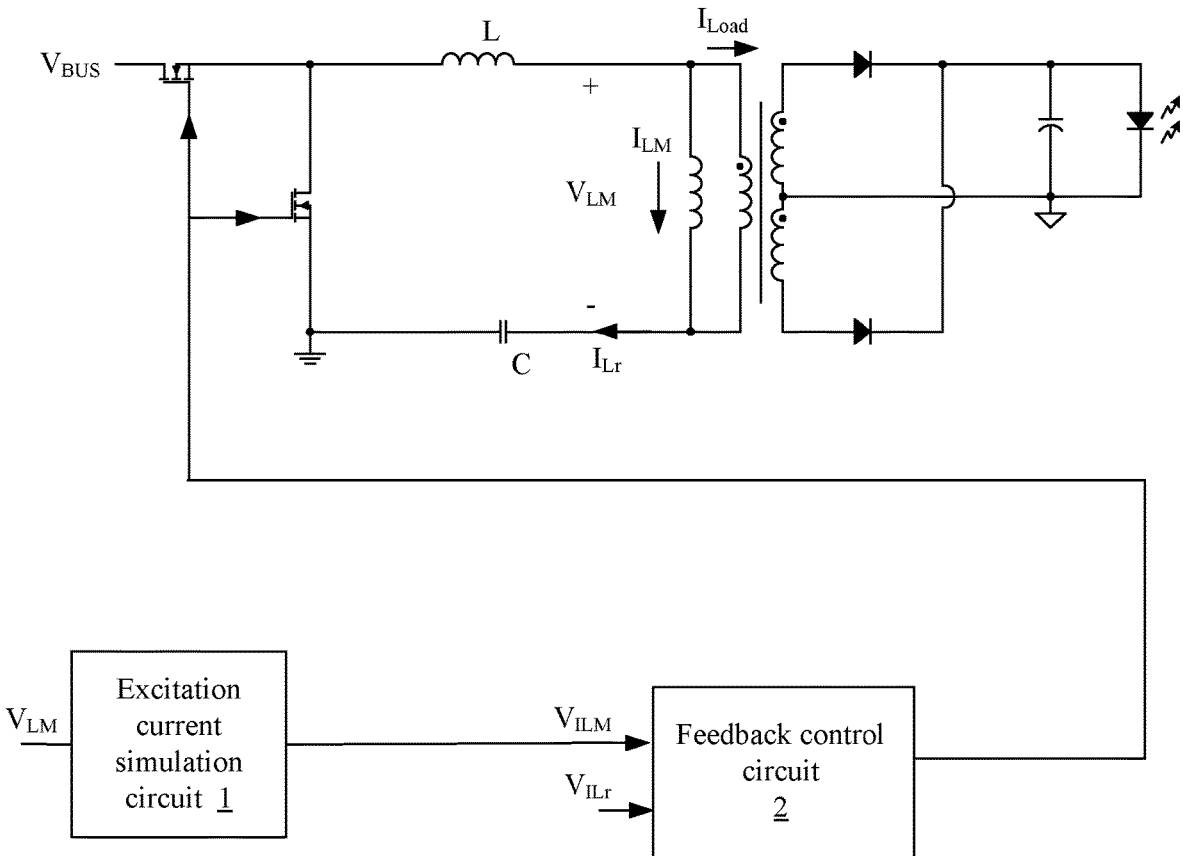 L
I_Load
V_BUS
+
I_LM
V_LM
-
C
I_Lr
Excitation
current
simulation
circuit 1
V_LM
V_ILM
V_ILr
Feedback control
circuit
2